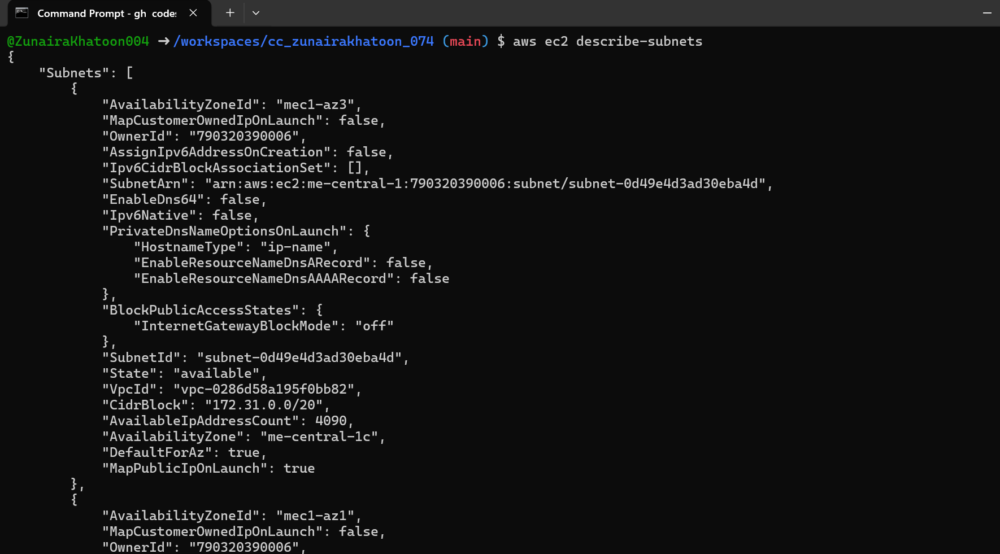 Command Prompt - gh codes
@ZunairaKhatoon004 ➜ /workspaces/cc_zunairakhatoon_074 (main) $ aws ec2 describe-subnets
{
    "Subnets": [
        {
            "AvailabilityZoneId": "mec1-az3",
            "MapCustomerOwnedIpOnLaunch": false,
            "OwnerId": "790320390006",
            "AssignIpv6AddressOnCreation": false,
            "Ipv6CidrBlockAssociationSet": [],
            "SubnetArn": "arn:aws:ec2:me-central-1:790320390006:subnet/subnet-0d49e4d3ad30eba4d",
            "EnableDns64": false,
            "Ipv6Native": false,
            "PrivateDnsNameOptionsOnLaunch": {
                "HostnameType": "ip-name",
                "EnableResourceNameDnsARecord": false,
                "EnableResourceNameDnsAAAARecord": false
            },
            "BlockPublicAccessStates": {
                "InternetGatewayBlockMode": "off"
            },
            "SubnetId": "subnet-0d49e4d3ad30eba4d",
            "State": "available",
            "VpcId": "vpc-0286d58a195f0bb82",
            "CidrBlock": "172.31.0.0/20",
            "AvailableIpAddressCount": 4090,
            "AvailabilityZone": "me-central-1c",
            "DefaultForAz": true,
            "MapPublicIpOnLaunch": true
        },
        {
            "AvailabilityZoneId": "mec1-az1",
            "MapCustomerOwnedIpOnLaunch": false,
            "OwnerId": "790320390006",